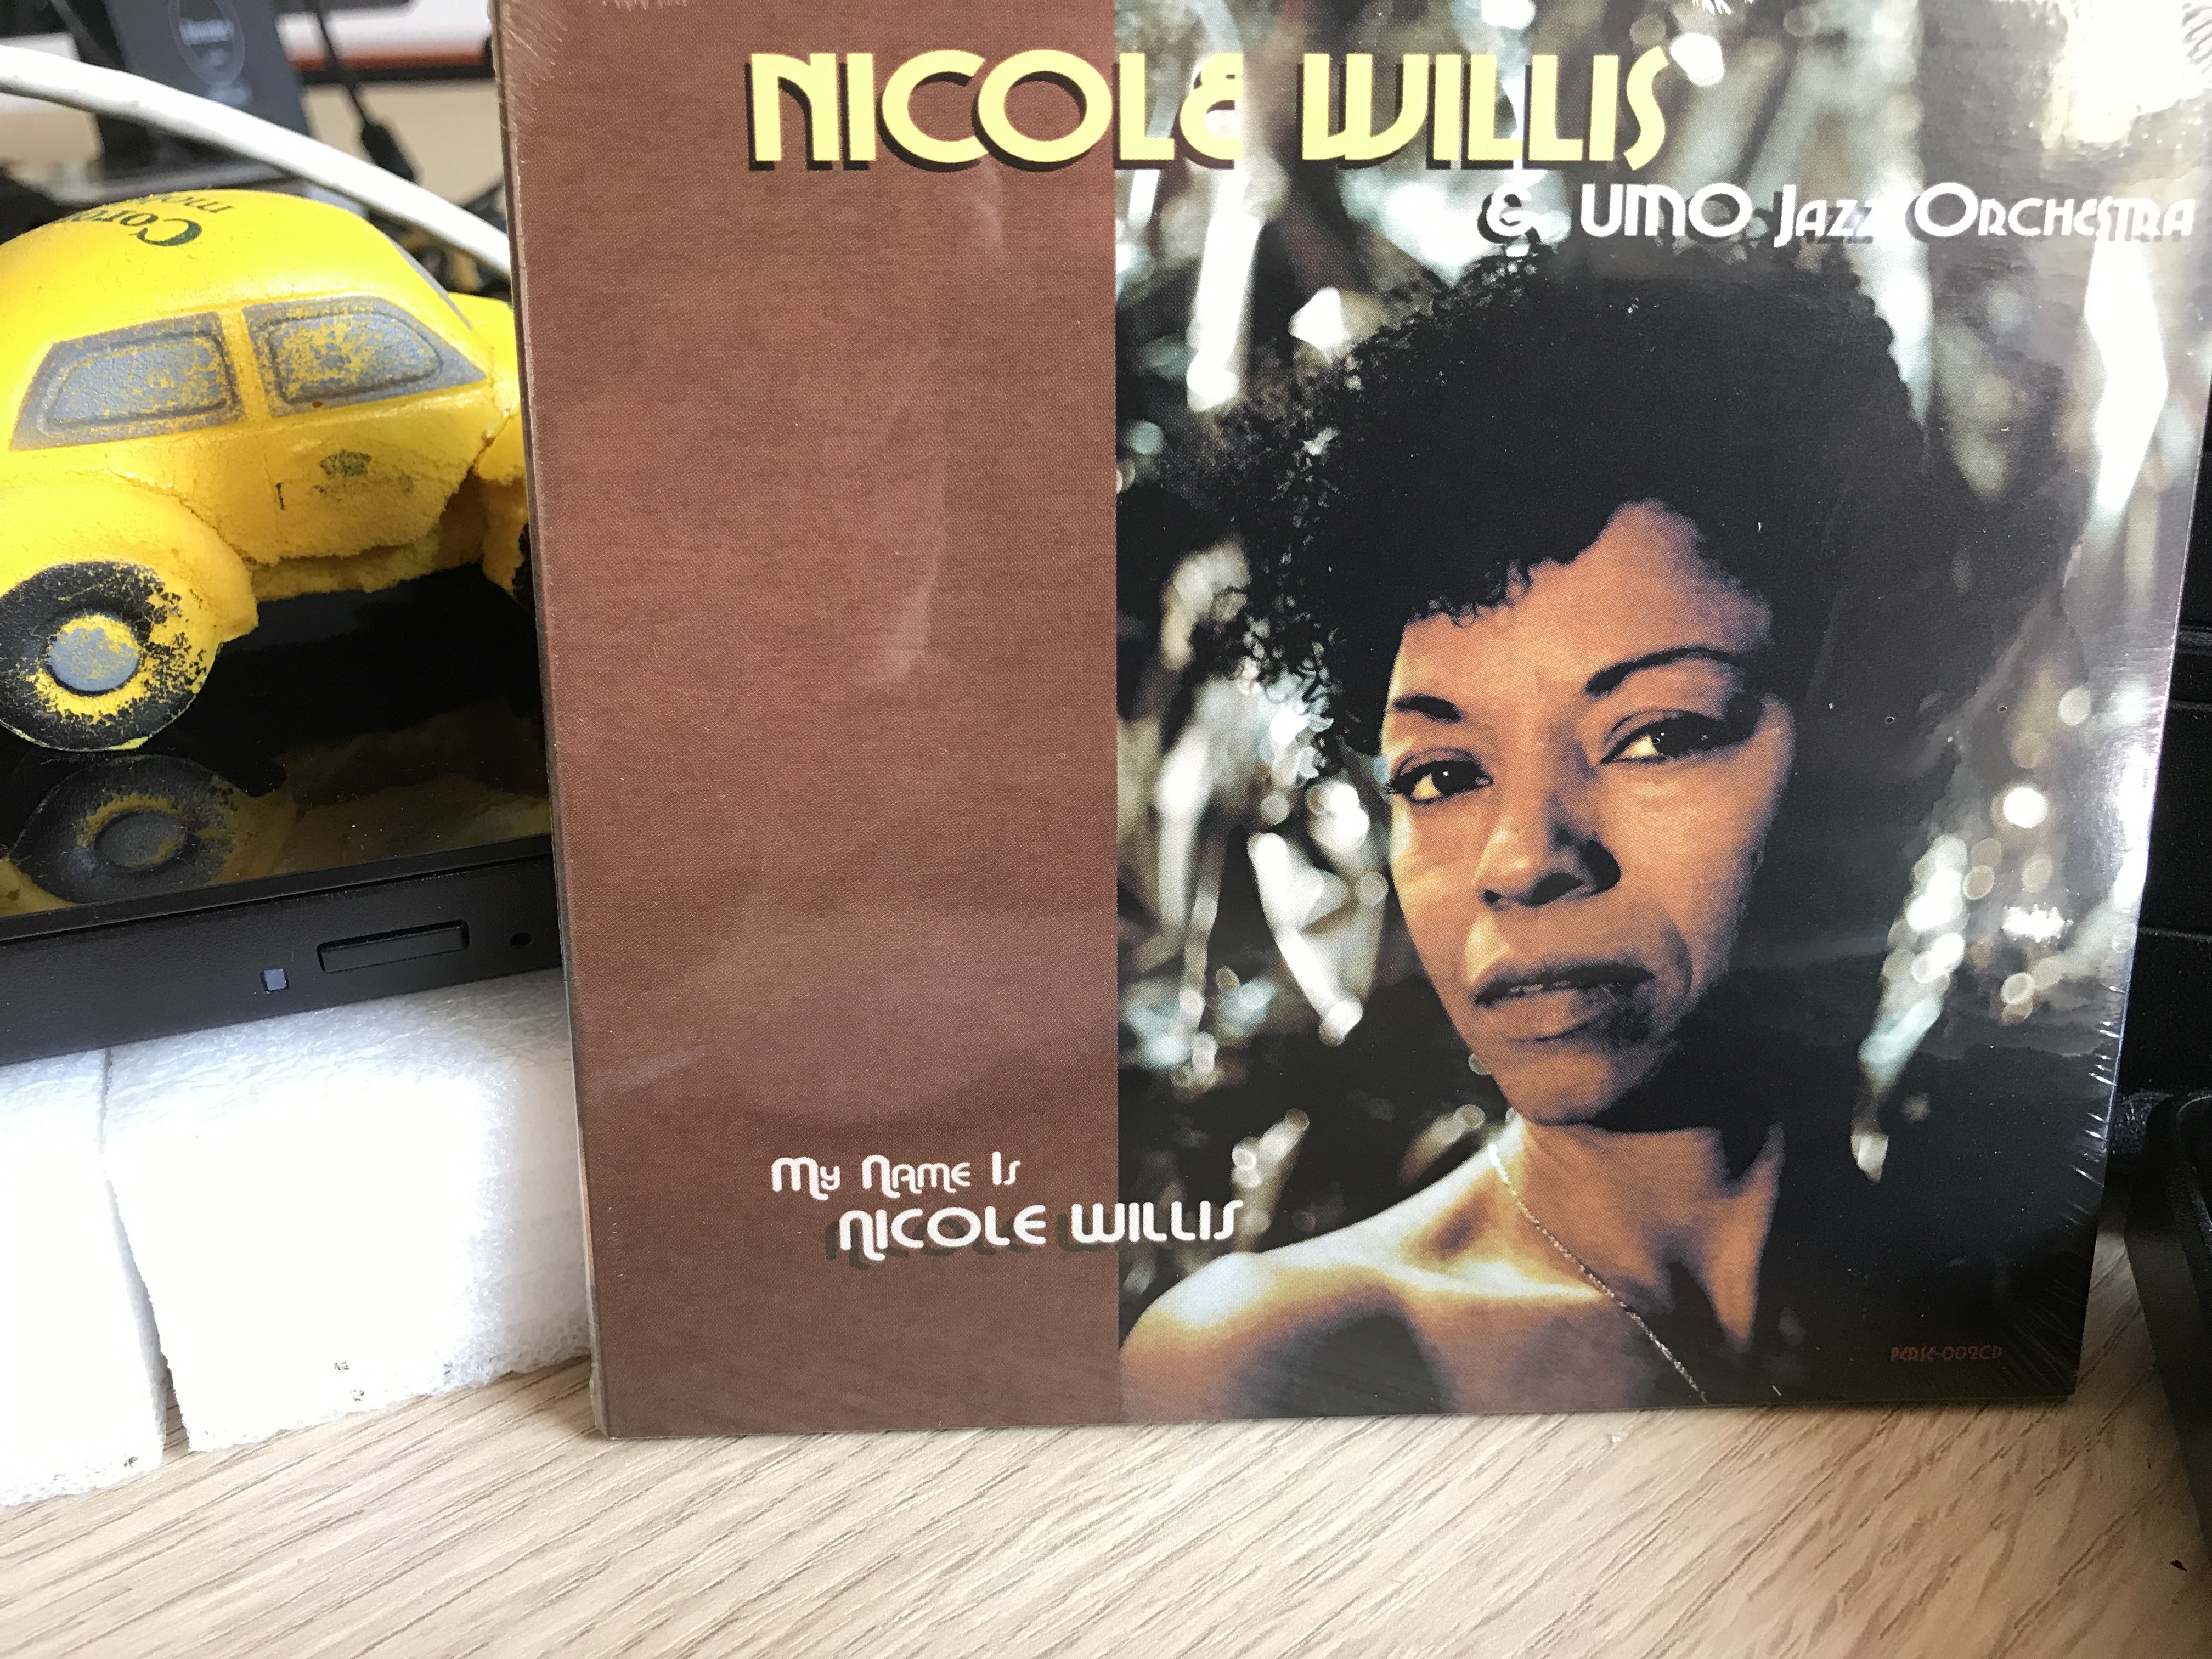 NICOLE WILLIS
& UMO JAZZ ORCHESTRA
MY NAME IS
NICOLE WILLIS
PERSE-002CD